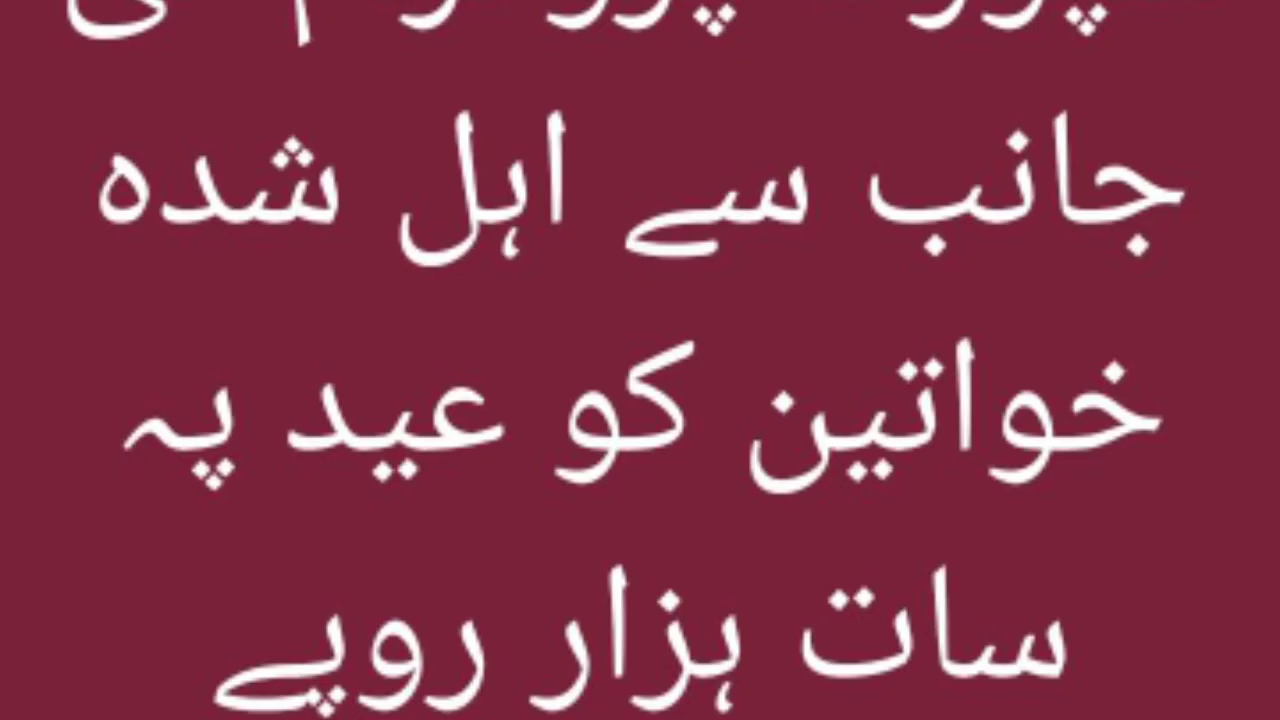 جانب سے اہل شدہ
خواتین کو عید پہ
سات ہزار روپے